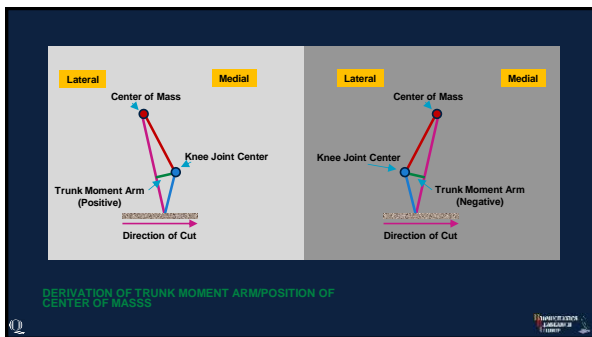 Lateral
Medial
Center of Mass
Knee Joint Center
Trunk Moment Arm
(Positive)
Direction of Cut
Lateral
Medial
Center of Mass
Knee Joint Center
Trunk Moment Arm
(Negative)
Direction of Cut
DERIVATION OF TRUNK MOMENT ARM/POSITION OF
CENTER OF MASSS
Q